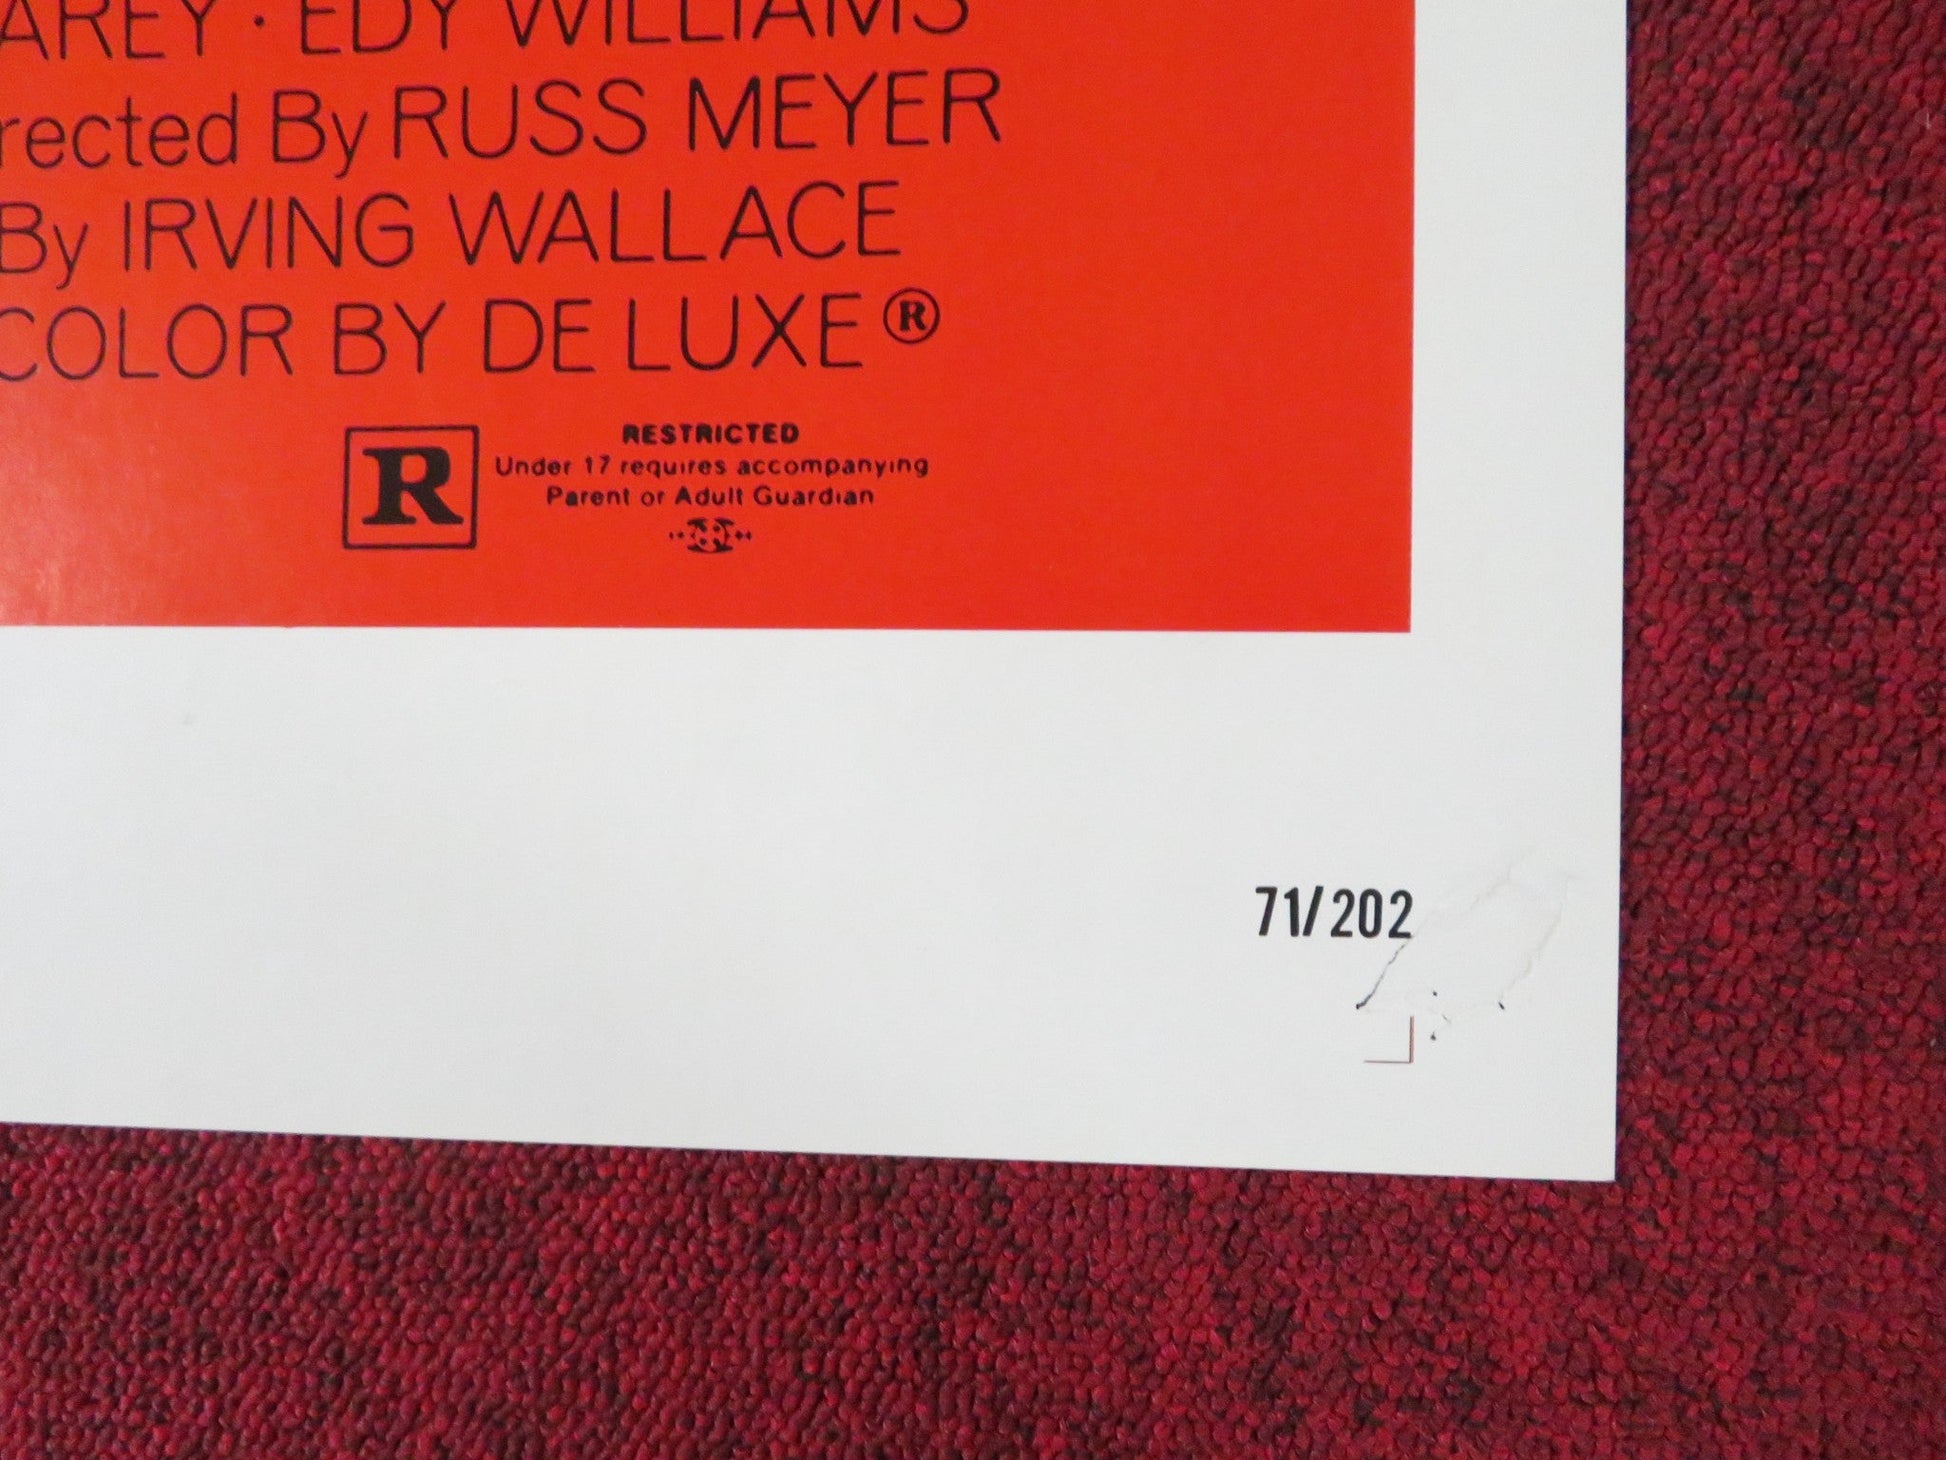 AREY · EDY WILLIAMS
rected By RUSS MEYER
By IRVING WALLACE
COLOR BY DE LUXE®
R
RESTRICTED
Under 17 requires accompanying
Parent or Adult Guardian
71/202